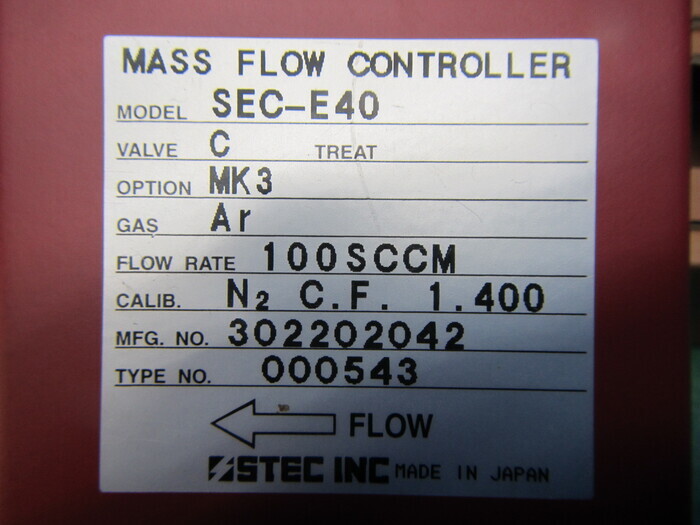 MASS FLOW CONTROLLER
MODEL SEC-E40
VALVE C TREAT
OPTION MK3
GAS Ar
FLOW RATE 100SCCM
CALIB. N₂ C.F. 1.400
MFG. NO. 302202042
TYPE NO. 000543
FLOW
STEC INC MADE IN JAPAN